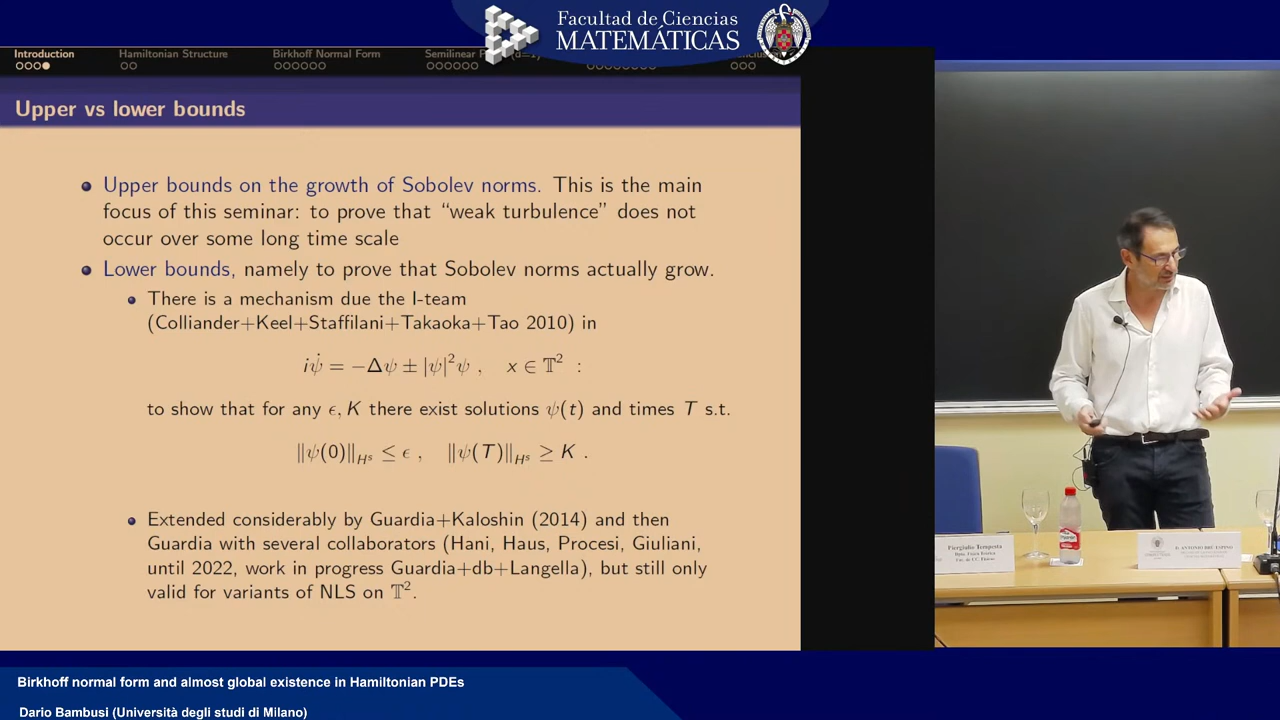 Facultad de Ciencias
MATEMÁTICAS
Introduction
Hamiltonian Structure
Birkhoff Normal Form
Semilinear
Upper vs lower bounds
Upper bounds on the growth of Sobolev norms. This is the main
focus of this seminar: to prove that “weak turbulence” does not
occur over some long time scale
Lower bounds, namely to prove that Sobolev norms actually grow.
There is a mechanism due the I-team
(Colliander+Keel+Staffilani+Takaoka+Tao 2010) in
iψ̇ = −Δψ ± |ψ|²ψ , x ∈ 𝕋² :
to show that for any ϵ, K there exist solutions ψ(t) and times T s.t.
‖ψ(0)‖_{H^s} ≤ ϵ , ‖ψ(T)‖_{H^s} ≥ K .
Extended considerably by Guardia+Kaloshin (2014) and then
Guardia with several collaborators (Hani, Haus, Procesi, Giuliani,
until 2022, work in progress Guardia+db+Langella), but still only
valid for variants of NLS on 𝕋².
Piergiulio Tempesta
Birkhoff normal form and almost global existence in Hamiltonian PDEs
Dario Bambusi (Università degli studi di Milano)